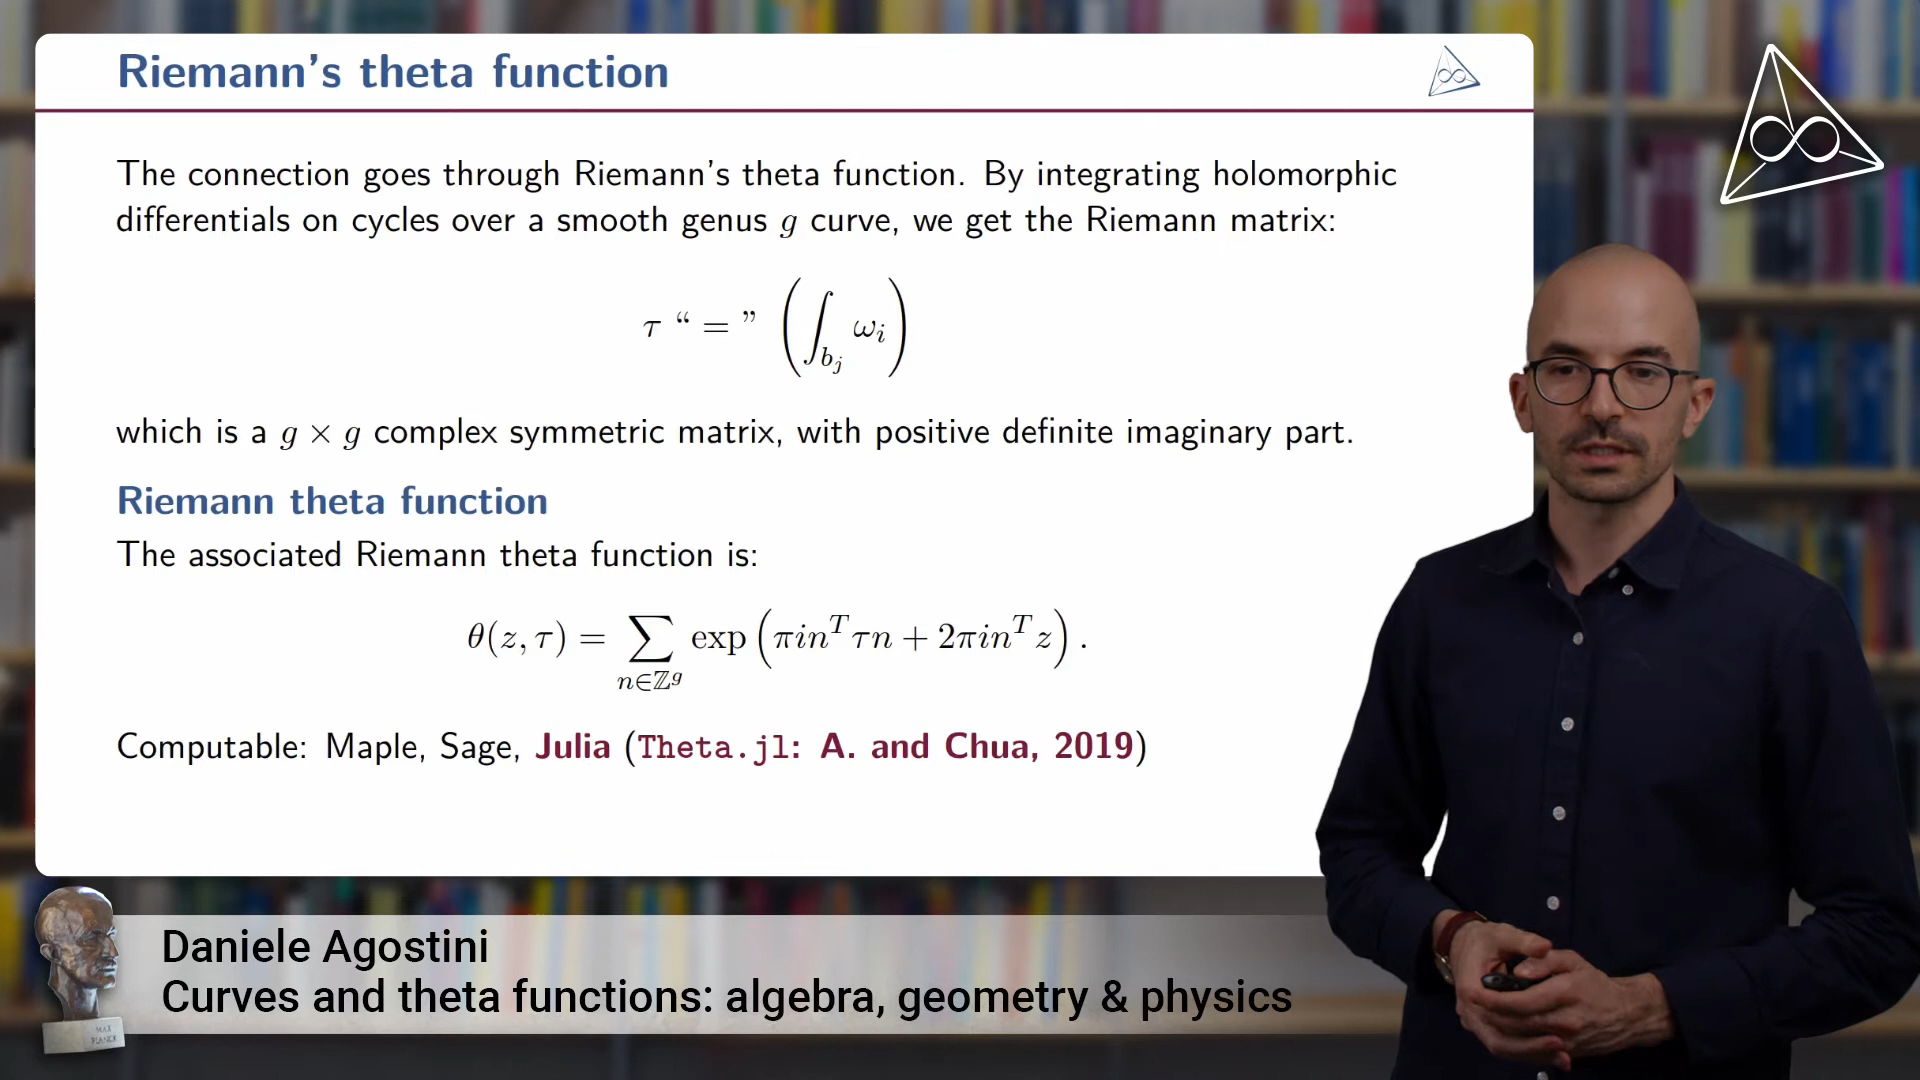 Riemann's theta function
The connection goes through Riemann's theta function. By integrating holomorphic
differentials on cycles over a smooth genus g curve, we get the Riemann matrix:
τ “ = ” (∫_{b_j} ω_i)
which is a g × g complex symmetric matrix, with positive definite imaginary part.
Riemann theta function
The associated Riemann theta function is:
θ(z, τ) = ∑_{n∈ℤ^g} exp (πin^T τn + 2πin^T z) .
Computable: Maple, Sage, Julia (Theta.jl: A. and Chua, 2019)
Daniele Agostini
Curves and theta functions: algebra, geometry & physics
MAX
PLANCK